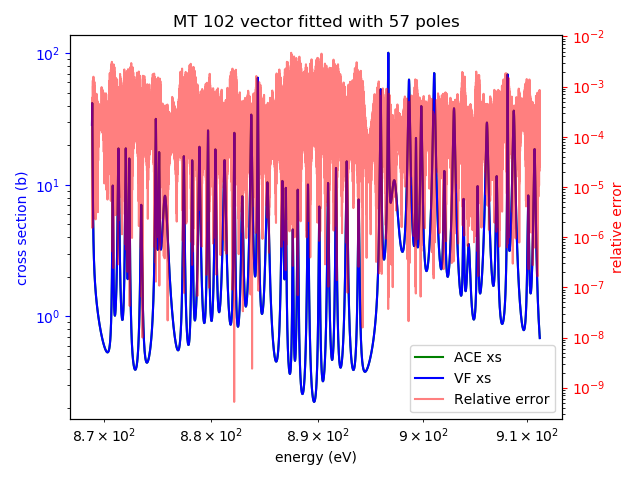 MT 102 vector fitted with 57 poles
10² 10⁻²
10⁻³
10⁻⁴
10¹ 10⁻⁵
cross section (b) relative error
10⁻⁶
10⁻⁷
10⁰ 10⁻⁸
10⁻⁹
ACE xs
VF xs
Relative error
8.7 × 10² 8.8 × 10² 8.9 × 10² 9 × 10² 9.1 × 10²
energy (eV)